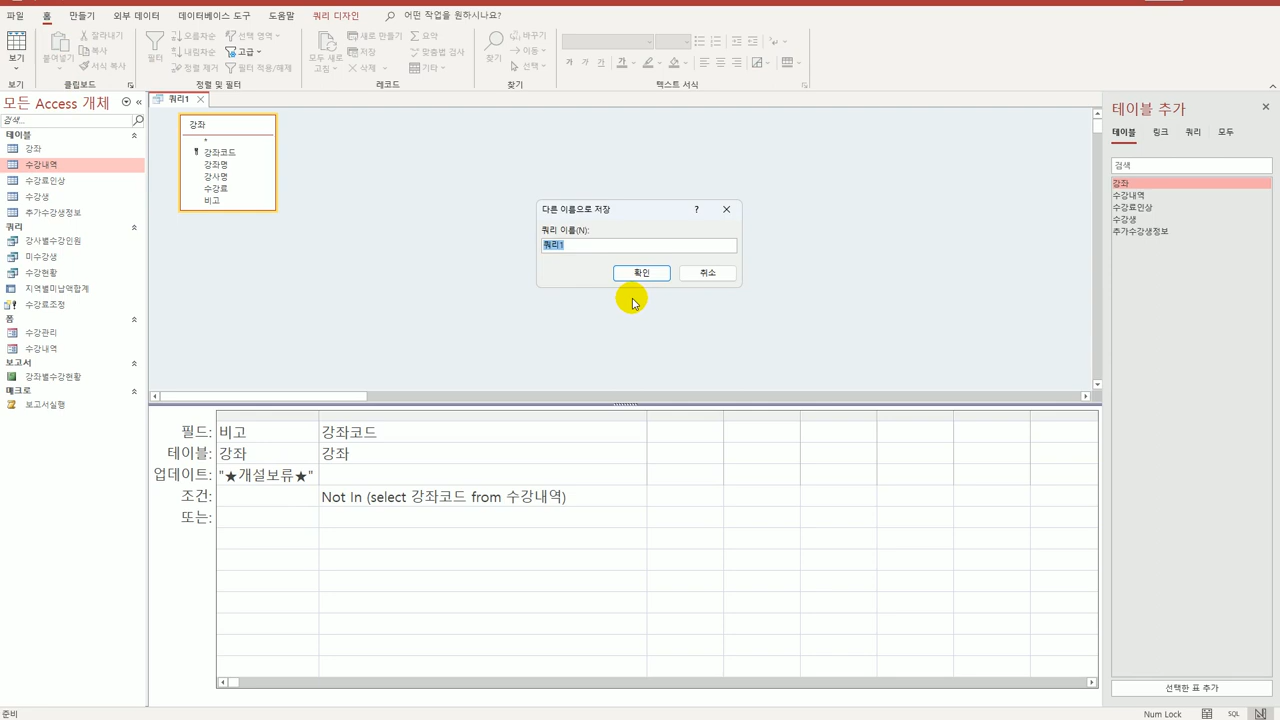 파일 홈 만들기 외부 데이터 데이터베이스 도구 도움말 쿼리 디자인 어떤 작업을 원하시나요?
보기
붙여넣기
잘라내기
복사
서식 복사
클립보드
필터
오름차순
내림차순
정렬 제거
선택 영역
고급
필터 적용/해제
정렬 및 필터
모두 새로 고침
새로 만들기
저장
삭제
요약
맞춤법 검사
기타
레코드
찾기
바꾸기
이동
선택
찾기
가 가 가 가
텍스트 서식
모든 Access 개체
검색...
테이블
강좌
수강내역
수강료인상
수강생
추가수강생정보
쿼리
강사별수강인원
미수강생
수강현황
지역별미납액합계
수강료조정
폼
수강관리
수강내역
보고서
강좌별수강현황
매크로
보고서실행
쿼리1
강좌
*
강좌코드
강좌명
강사명
수강료
비고
다른 이름으로 저장 ?
쿼리 이름(N):
쿼리1
확인 취소
필드: 비고 강좌코드
테이블: 강좌 강좌
업데이트: "★개설보류★"
조건: Not In (select 강좌코드 from 수강내역)
또는:
테이블 추가
테이블 링크 쿼리 모두
검색
강좌
수강내역
수강료인상
수강생
추가수강생정보
선택한 표 추가
준비
Num Lock SQL